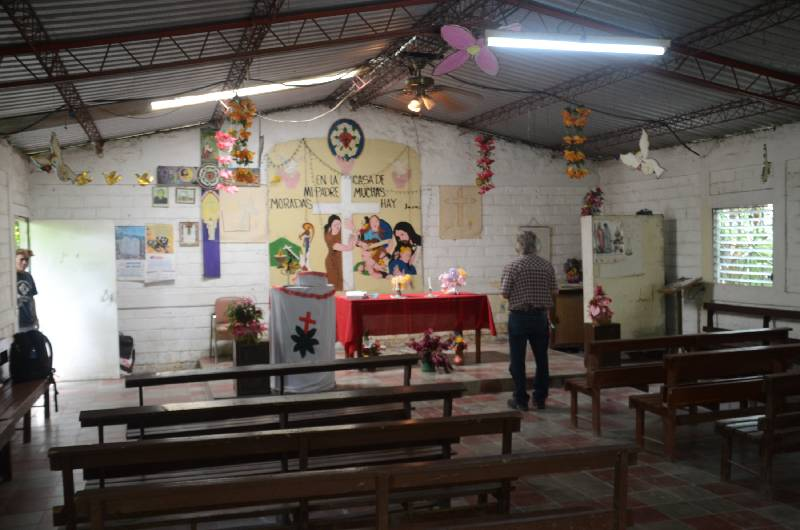 EN LA CASA DE
MI PADRE MUCHAS
MORADAS HAY